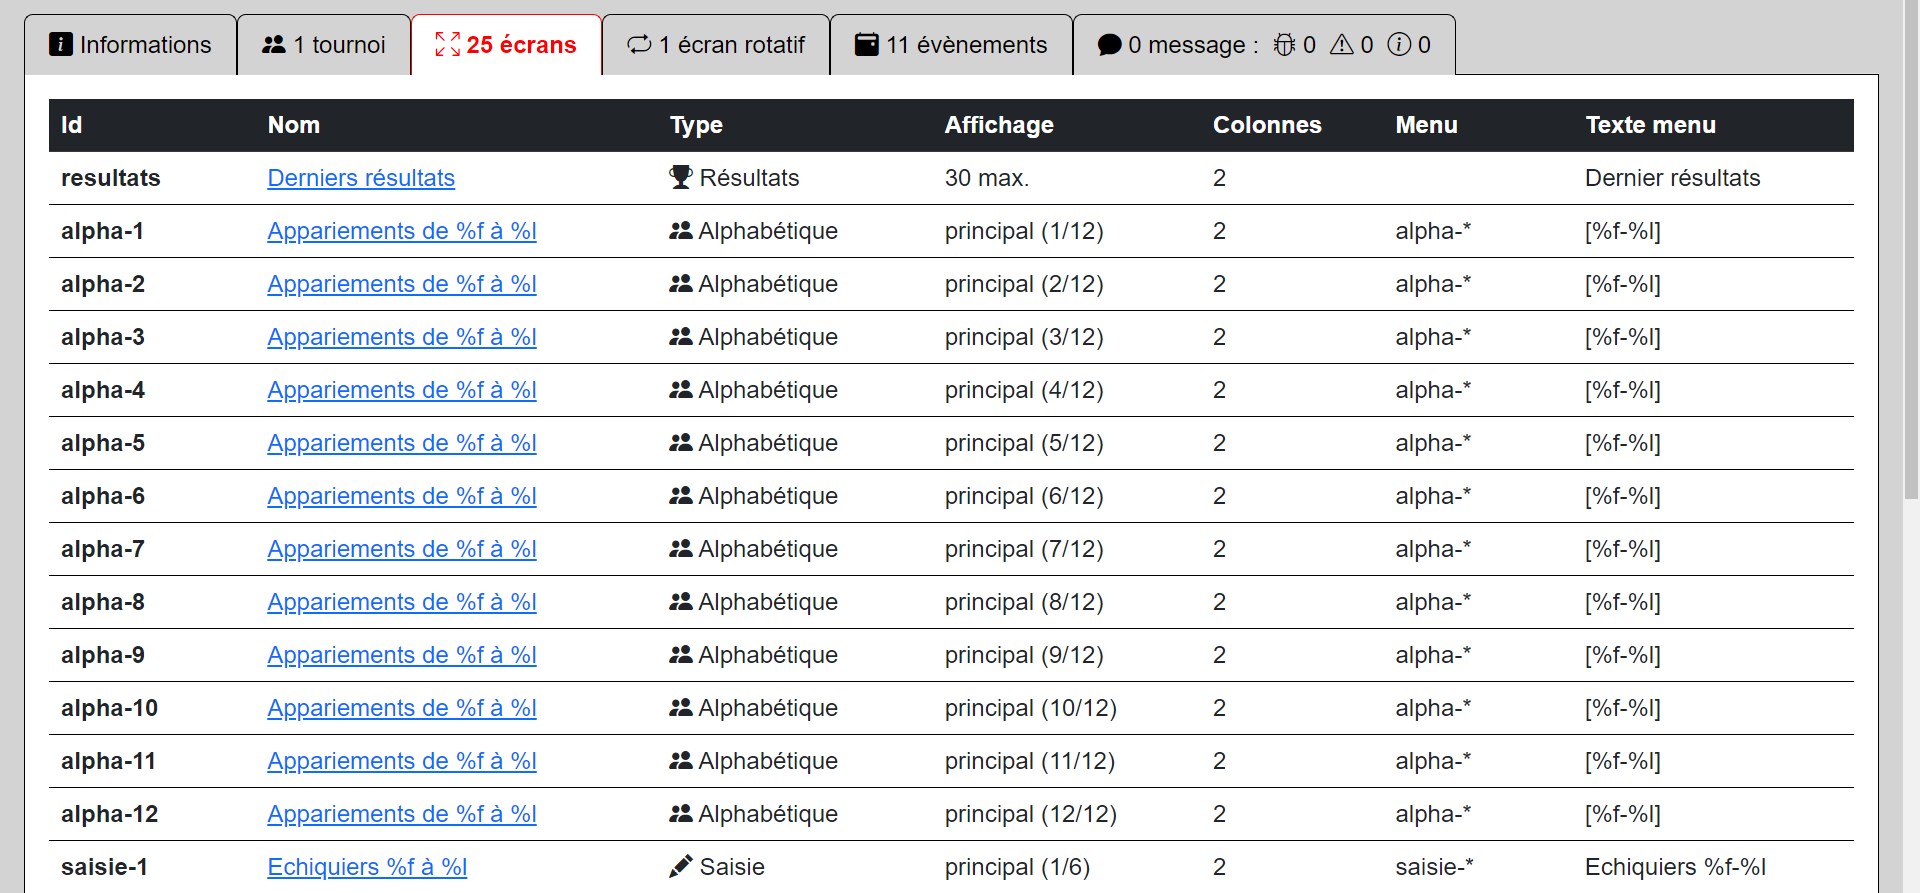 Informations 1 tournoi 25 écrans 1 écran rotatif 11 évènements 0 message : 0 0 0
Id Nom Type Affichage Colonnes Menu Texte menu
resultats Derniers résultats Résultats 30 max. 2 Dernier résultats
alpha-1 Appariements de %f à %l Alphabétique principal (1/12) 2 alpha-* [%f-%l]
alpha-2 Appariements de %f à %l Alphabétique principal (2/12) 2 alpha-* [%f-%l]
alpha-3 Appariements de %f à %l Alphabétique principal (3/12) 2 alpha-* [%f-%l]
alpha-4 Appariements de %f à %l Alphabétique principal (4/12) 2 alpha-* [%f-%l]
alpha-5 Appariements de %f à %l Alphabétique principal (5/12) 2 alpha-* [%f-%l]
alpha-6 Appariements de %f à %l Alphabétique principal (6/12) 2 alpha-* [%f-%l]
alpha-7 Appariements de %f à %l Alphabétique principal (7/12) 2 alpha-* [%f-%l]
alpha-8 Appariements de %f à %l Alphabétique principal (8/12) 2 alpha-* [%f-%l]
alpha-9 Appariements de %f à %l Alphabétique principal (9/12) 2 alpha-* [%f-%l]
alpha-10 Appariements de %f à %l Alphabétique principal (10/12) 2 alpha-* [%f-%l]
alpha-11 Appariements de %f à %l Alphabétique principal (11/12) 2 alpha-* [%f-%l]
alpha-12 Appariements de %f à %l Alphabétique principal (12/12) 2 alpha-* [%f-%l]
saisie-1 Echiquiers %f à %l Saisie principal (1/6) 2 saisie-* Echiquiers %f-%l